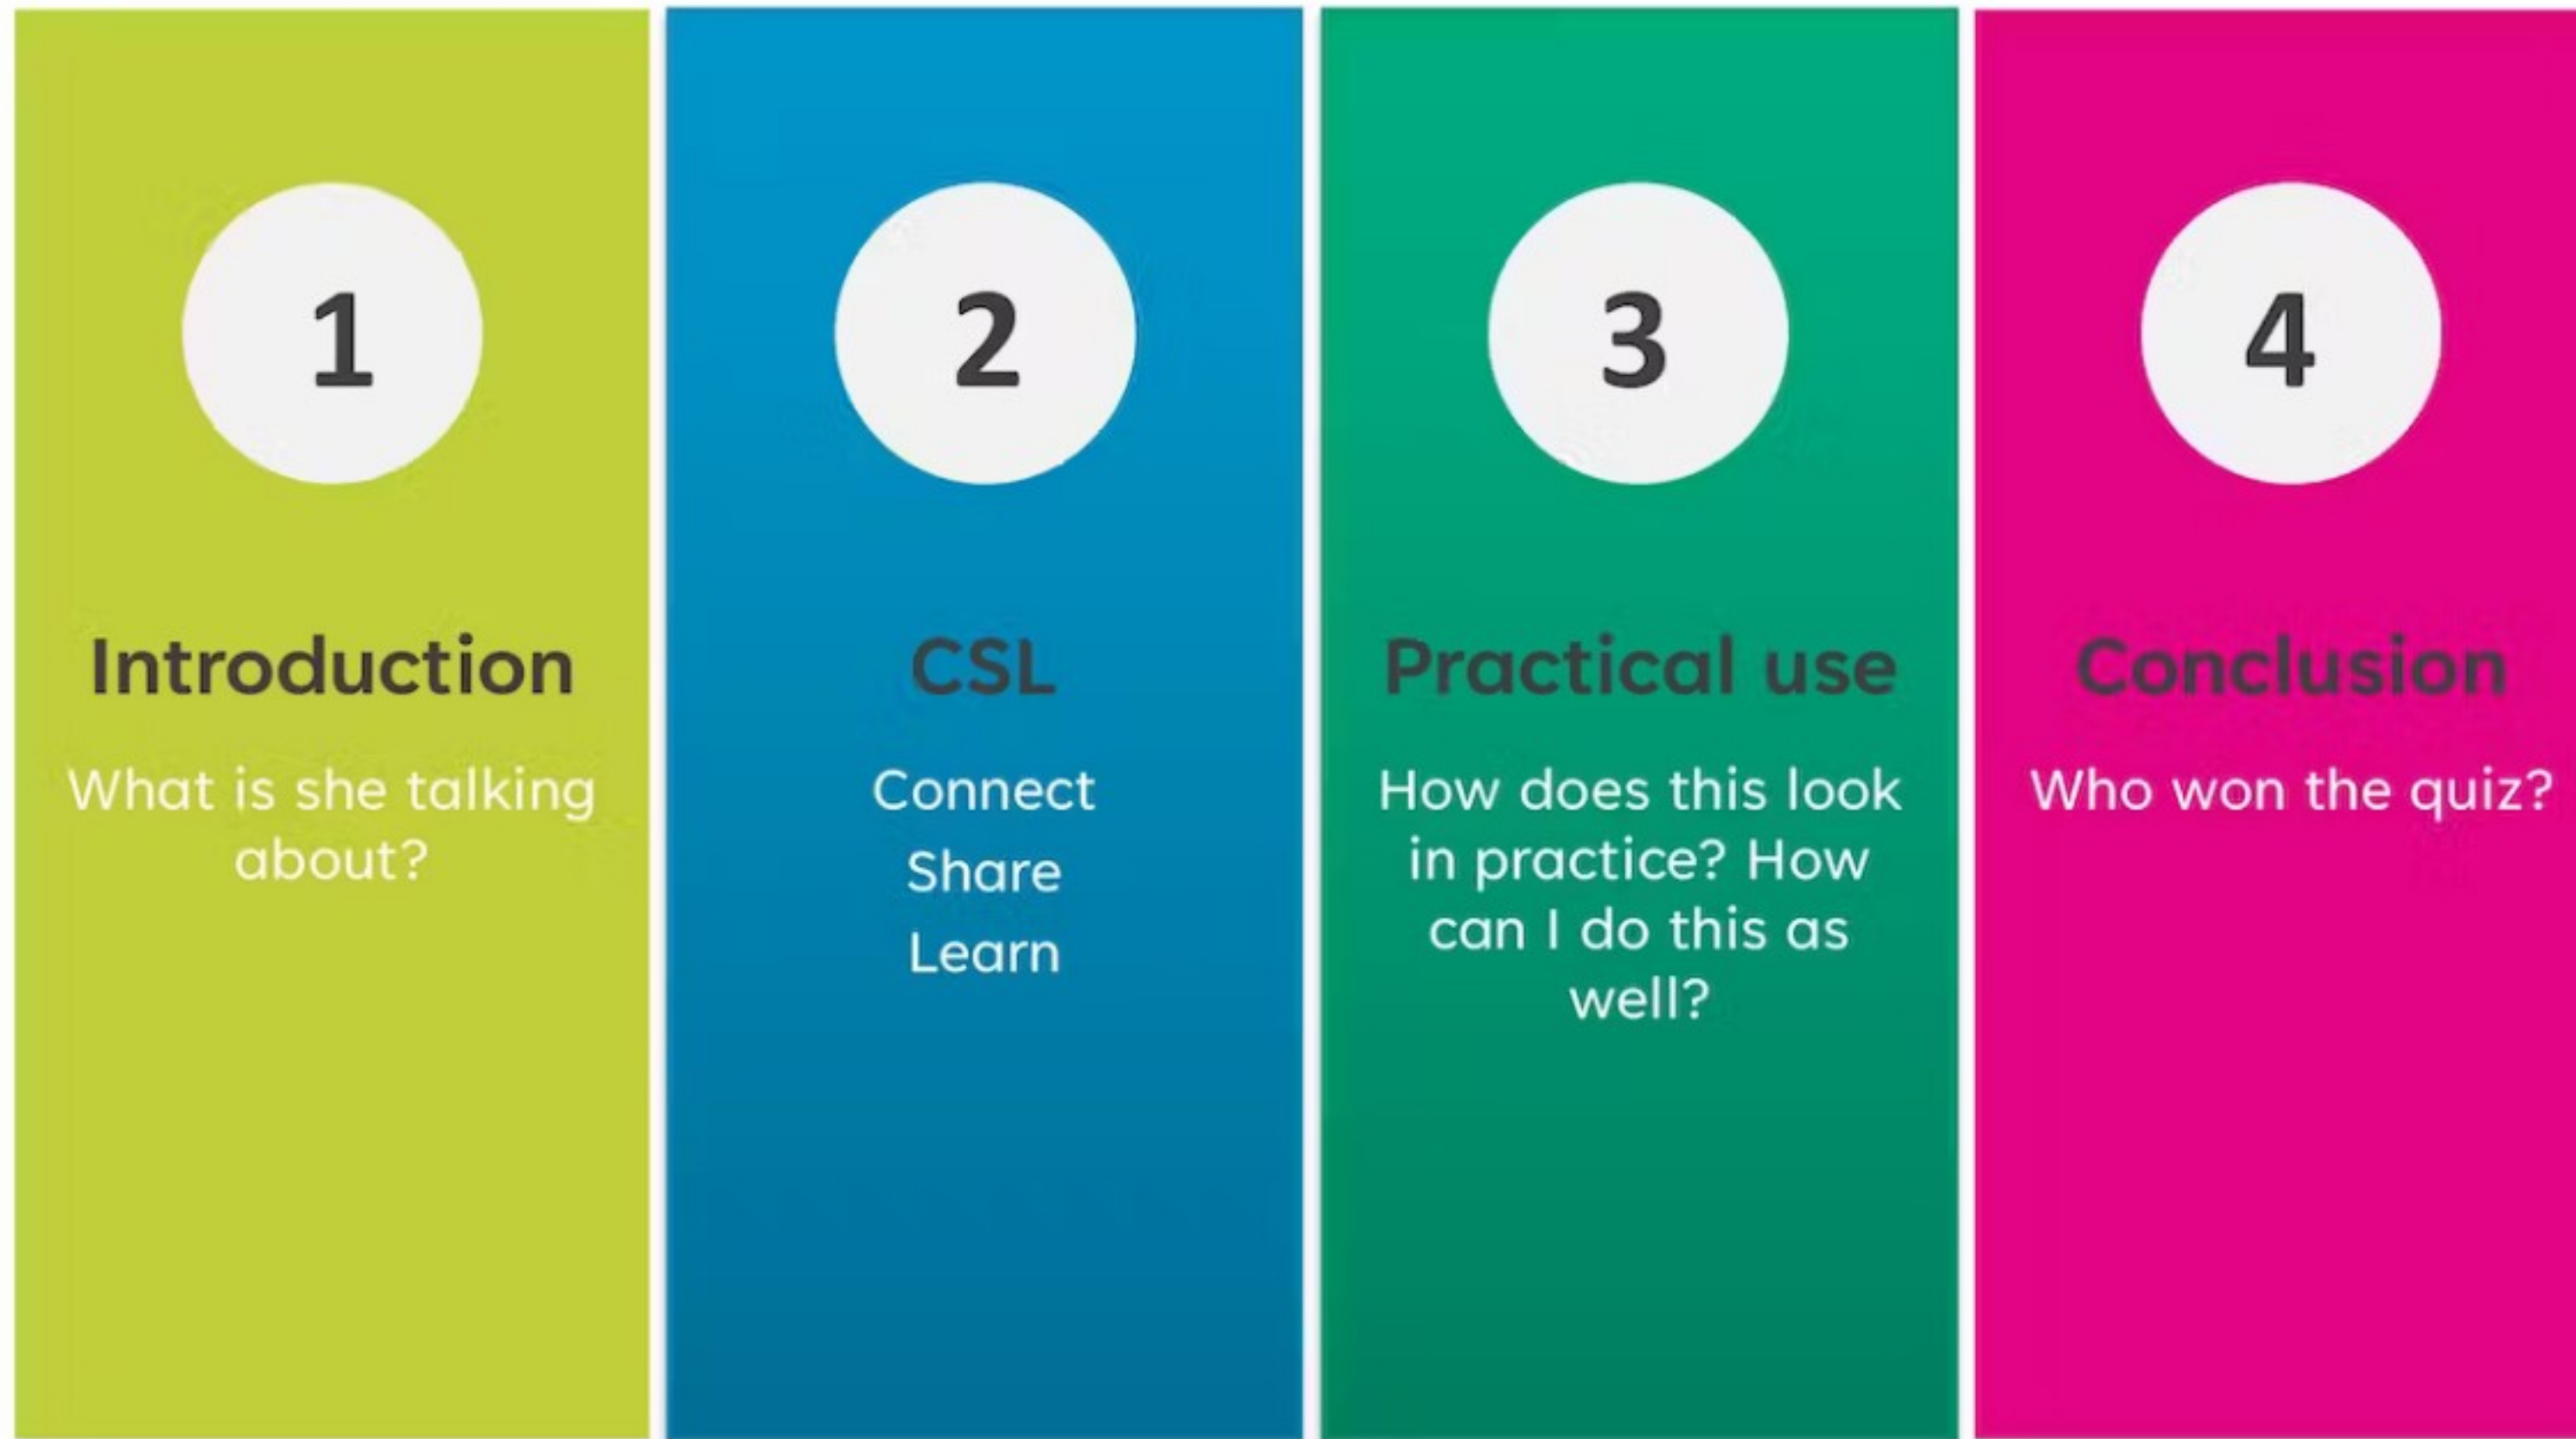 1
Introduction
What is she talking
about?
2
CSL
Connect
Share
Learn
3
Practical use
How does this look
in practice? How
can I do this as
well?
4
Conclusion
Who won the quiz?